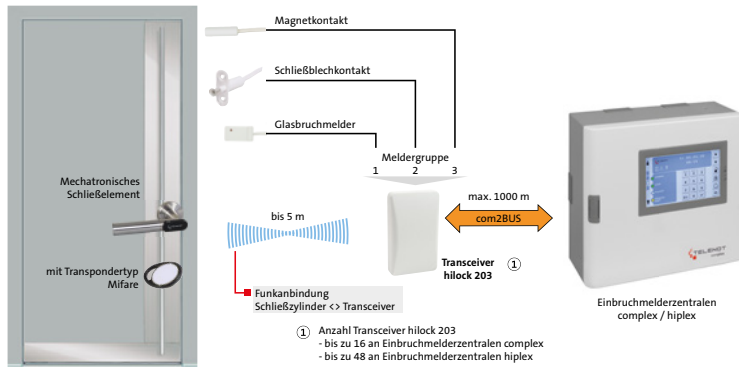 Magnetkontakt
Schließblechkontakt
Glasbruchmelder
Meldergruppe
1 2 3
Mechatronisches
Schließelement
mit Transpondertyp
Mifare
bis 5 m
max. 1000 m
com2BUS
Transceiver
hilock 203
1
Funkanbindung
Schließzylinder <> Transceiver
TELENOT
Einbruchmelderzentralen
complex / hiplex
1 Anzahl Transceiver hilock 203
- bis zu 16 an Einbruchmelderzentralen complex
- bis zu 48 an Einbruchmelderzentralen hiplex